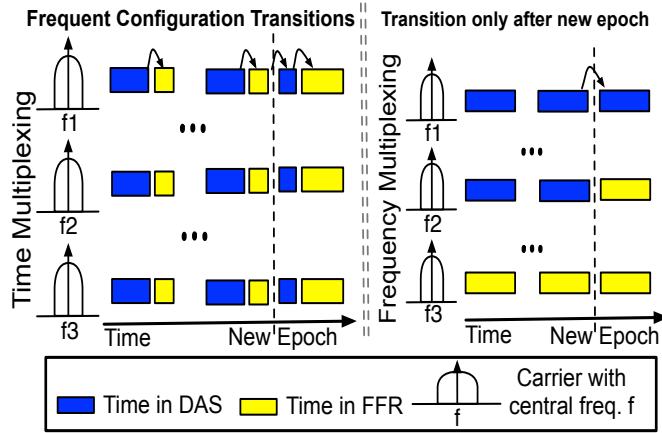 Frequent Configuration Transitions
Time Multiplexing
f1
•••
f2
•••
f3
Time
New Epoch
Transition only after new epoch
Frequency Multiplexing
f1
•••
f2
•••
f3
Time
New Epoch
Time in DAS
Time in FFR
f
Carrier with
central freq. f